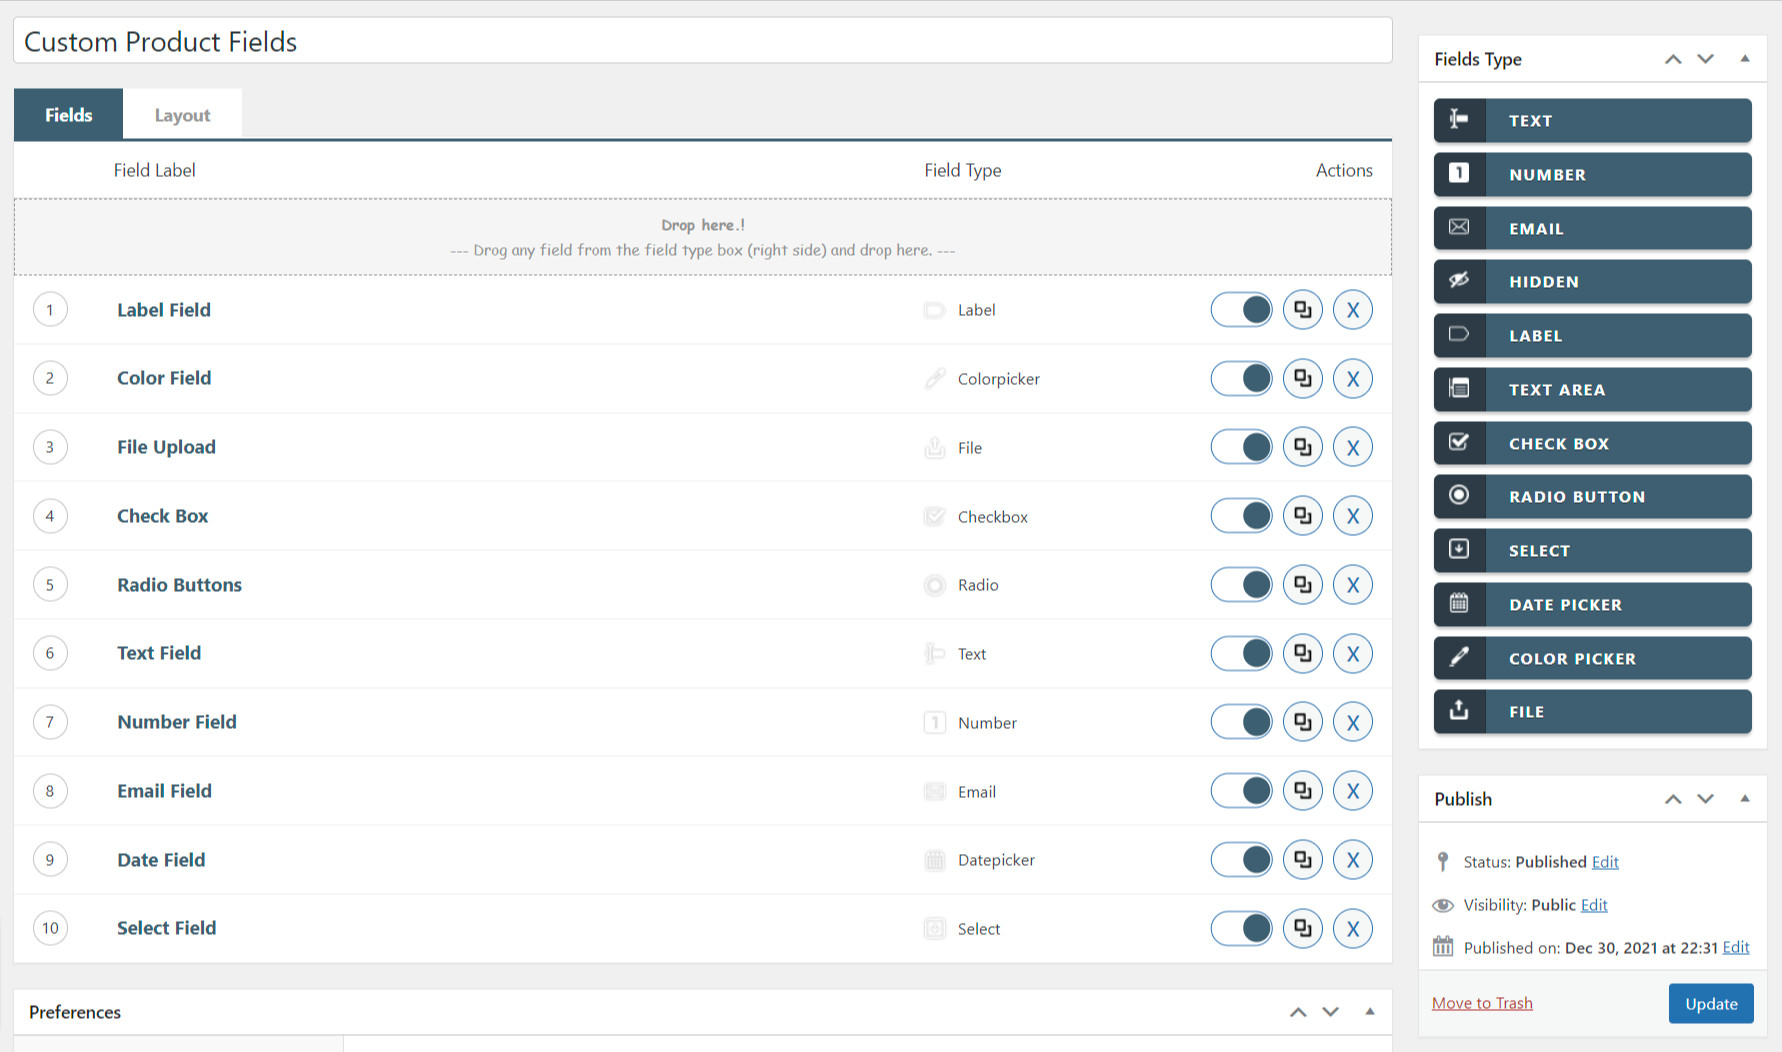 Custom Product Fields
Fields
Layout
Field Label
Field Type
Actions
Drop here.!
--- Drog any field from the field type box (right side) and drop here. ---
1
Label Field
Label
X
2
Color Field
Colorpicker
X
3
File Upload
File
X
4
Check Box
Checkbox
X
5
Radio Buttons
Radio
X
6
Text Field
Text
X
7
Number Field
1
Number
X
8
Email Field
Email
X
9
Date Field
Datepicker
X
10
Select Field
Select
X
Preferences
Fields Type
TEXT
1
NUMBER
EMAIL
HIDDEN
LABEL
TEXT AREA
CHECK BOX
RADIO BUTTON
SELECT
DATE PICKER
COLOR PICKER
FILE
Publish
Status: Published Edit
Visibility: Public Edit
Published on: Dec 30, 2021 at 22:31 Edit
Move to Trash
Update